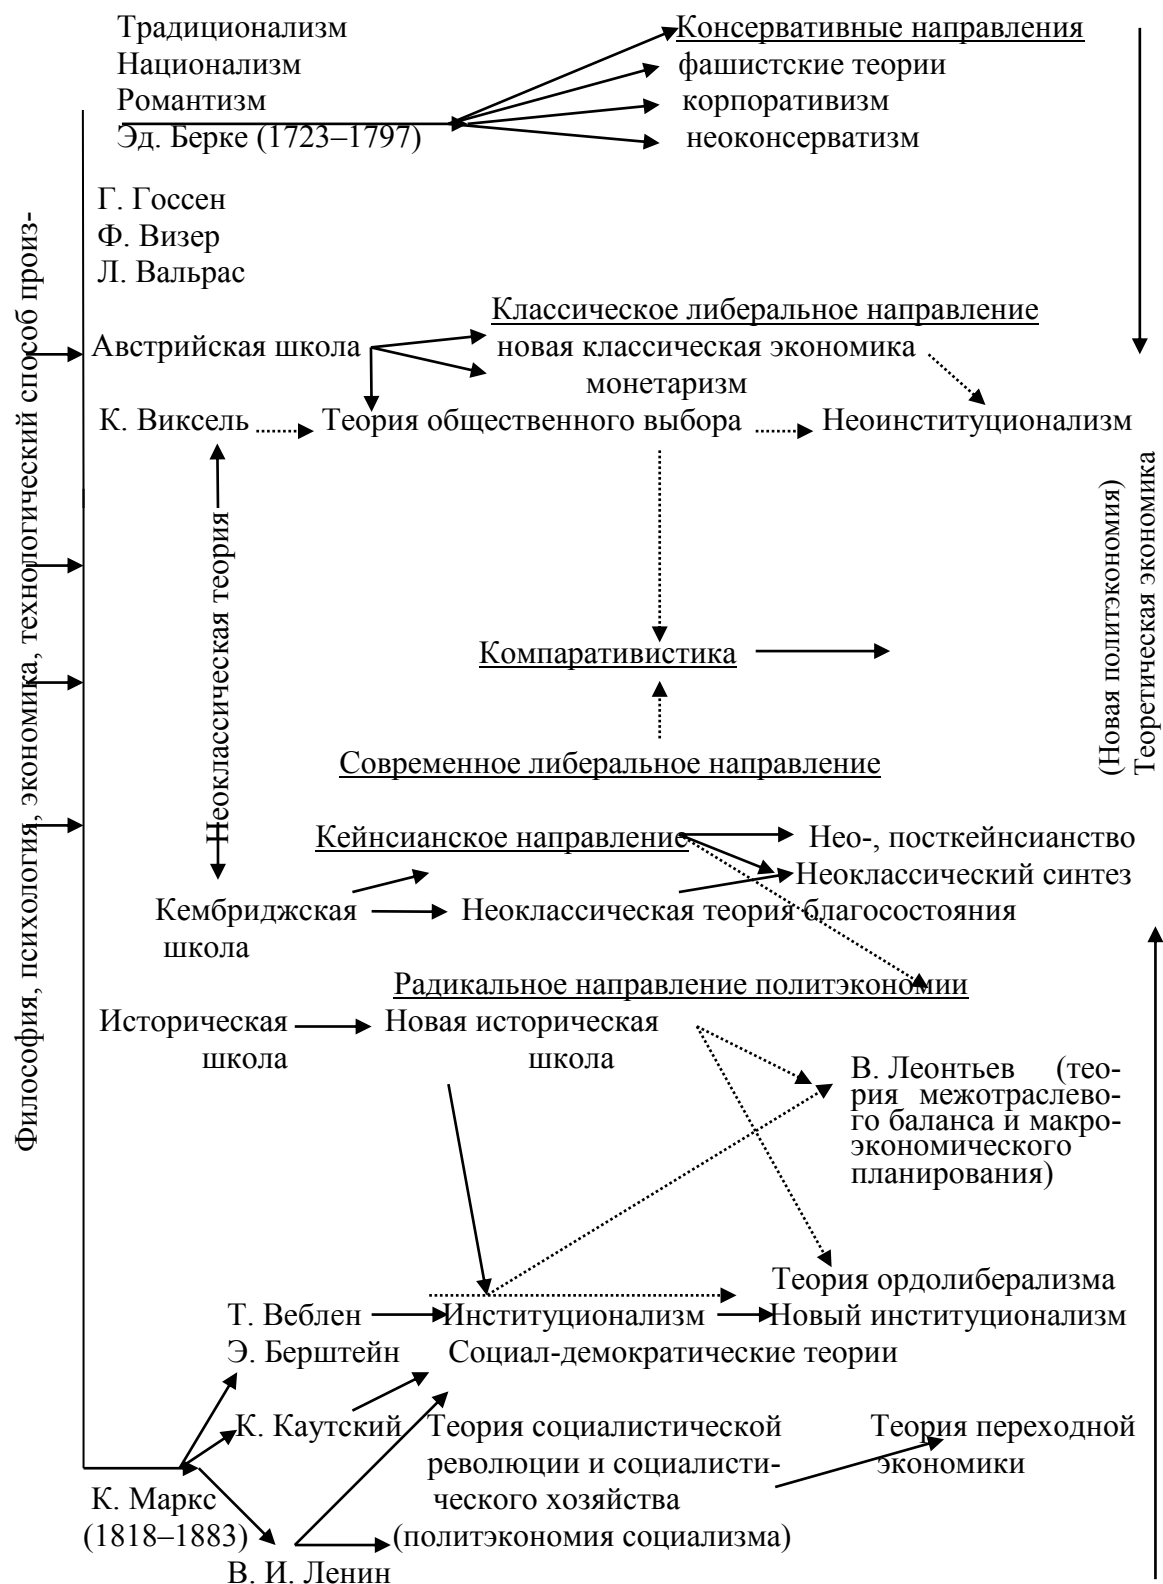 Традиционализм
Национализм
Романтизм
Эд. Берке (1723–1797)
Консервативные направления
фашистские теории
корпоративизм
неоконсерватизм
Г. Госсен
Ф. Визер
Л. Вальрас
Философия, психология, экономика, технологический способ произ-
Классическое либеральное направление
Австрийская школа
новая классическая экономика
монетаризм
К. Виксель
Теория общественного выбора
Неоинституционализм
Неоклассическая теория
(Новая политэкономия)
Теоретическая экономика
Компаративистика
Современное либеральное направление
Кейнсианское направление
Нео-, посткейнсианство
Неоклассический синтез
Кембриджская
школа
Неоклассическая теория благосостояния
Радикальное направление политэкономии
Историческая
школа
Новая историческая
школа
В. Леонтьев (тео-
рия межотраслево-
го баланса и макро-
экономического
планирования)
Теория ордолиберализма
Т. Веблен
Институционализм
Новый институционализм
Э. Берштейн
Социал-демократические теории
К. Каутский
Теория социалистической
революции и социалисти-
ческого хозяйства
(политэкономия социализма)
Теория переходной
экономики
К. Маркс
(1818–1883)
В. И. Ленин